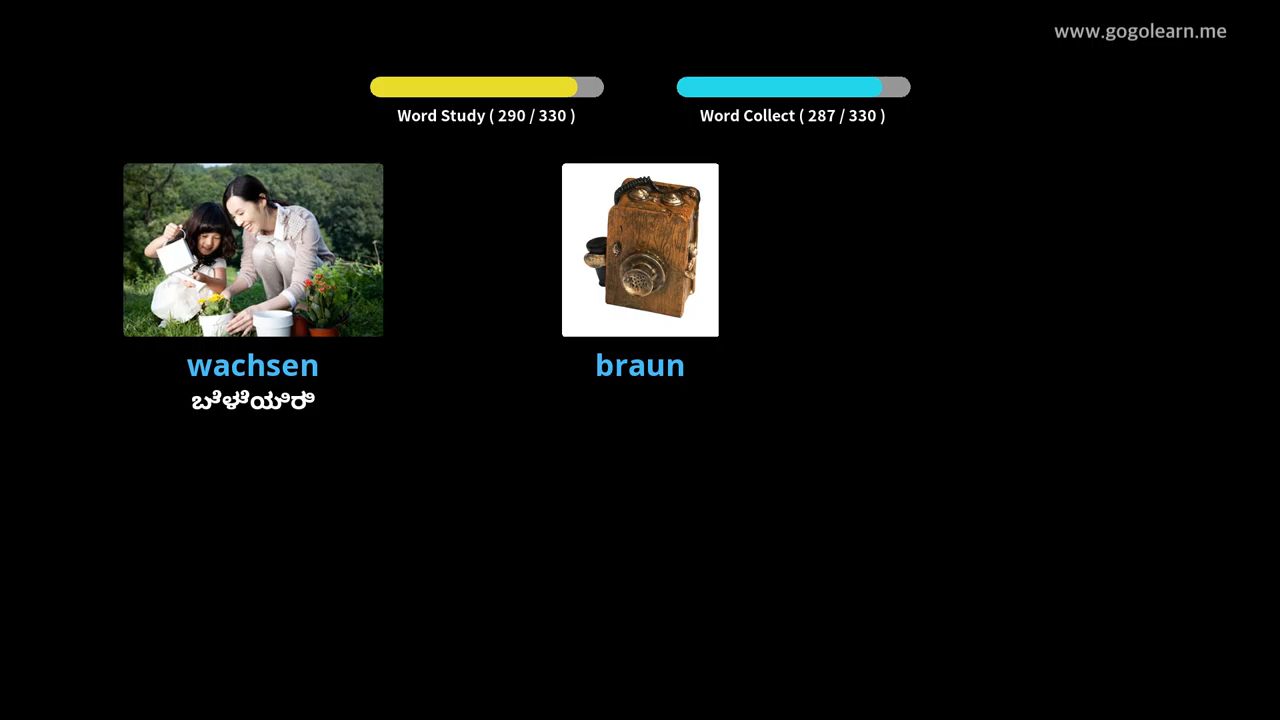 www.gogolearn.me
Word Study ( 290 / 330 )
Word Collect ( 287 / 330 )
wachsen
braun
ಬೆಳೆಯಿರಿ